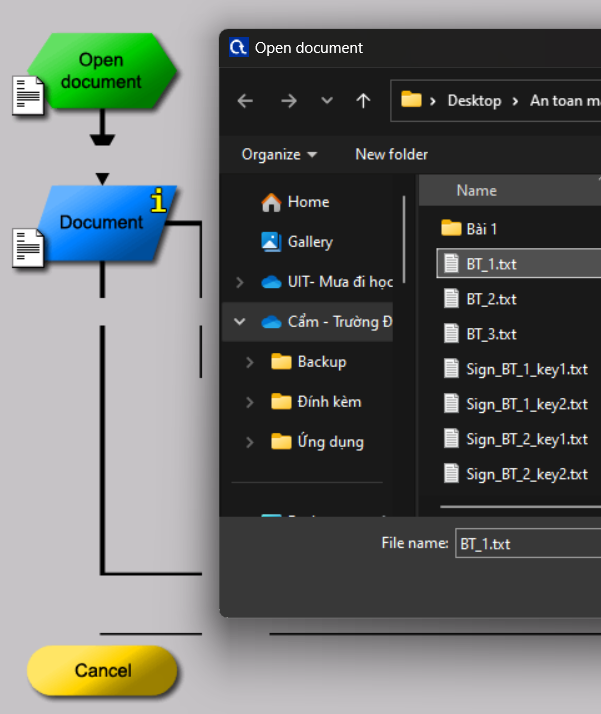 Open
document
Document
i
Cancel
Open document
Desktop
An toan m
Organize
New folder
Home
Gallery
UIT- Mưa đi học
Cẩm - Trường Đ
Backup
Đính kèm
Ứng dụng
Name
Bài 1
BT_1.txt
BT_2.txt
BT_3.txt
Sign_BT_1_key1.txt
Sign_BT_1_key2.txt
Sign_BT_2_key1.txt
Sign_BT_2_key2.txt
File name:
BT_1.txt